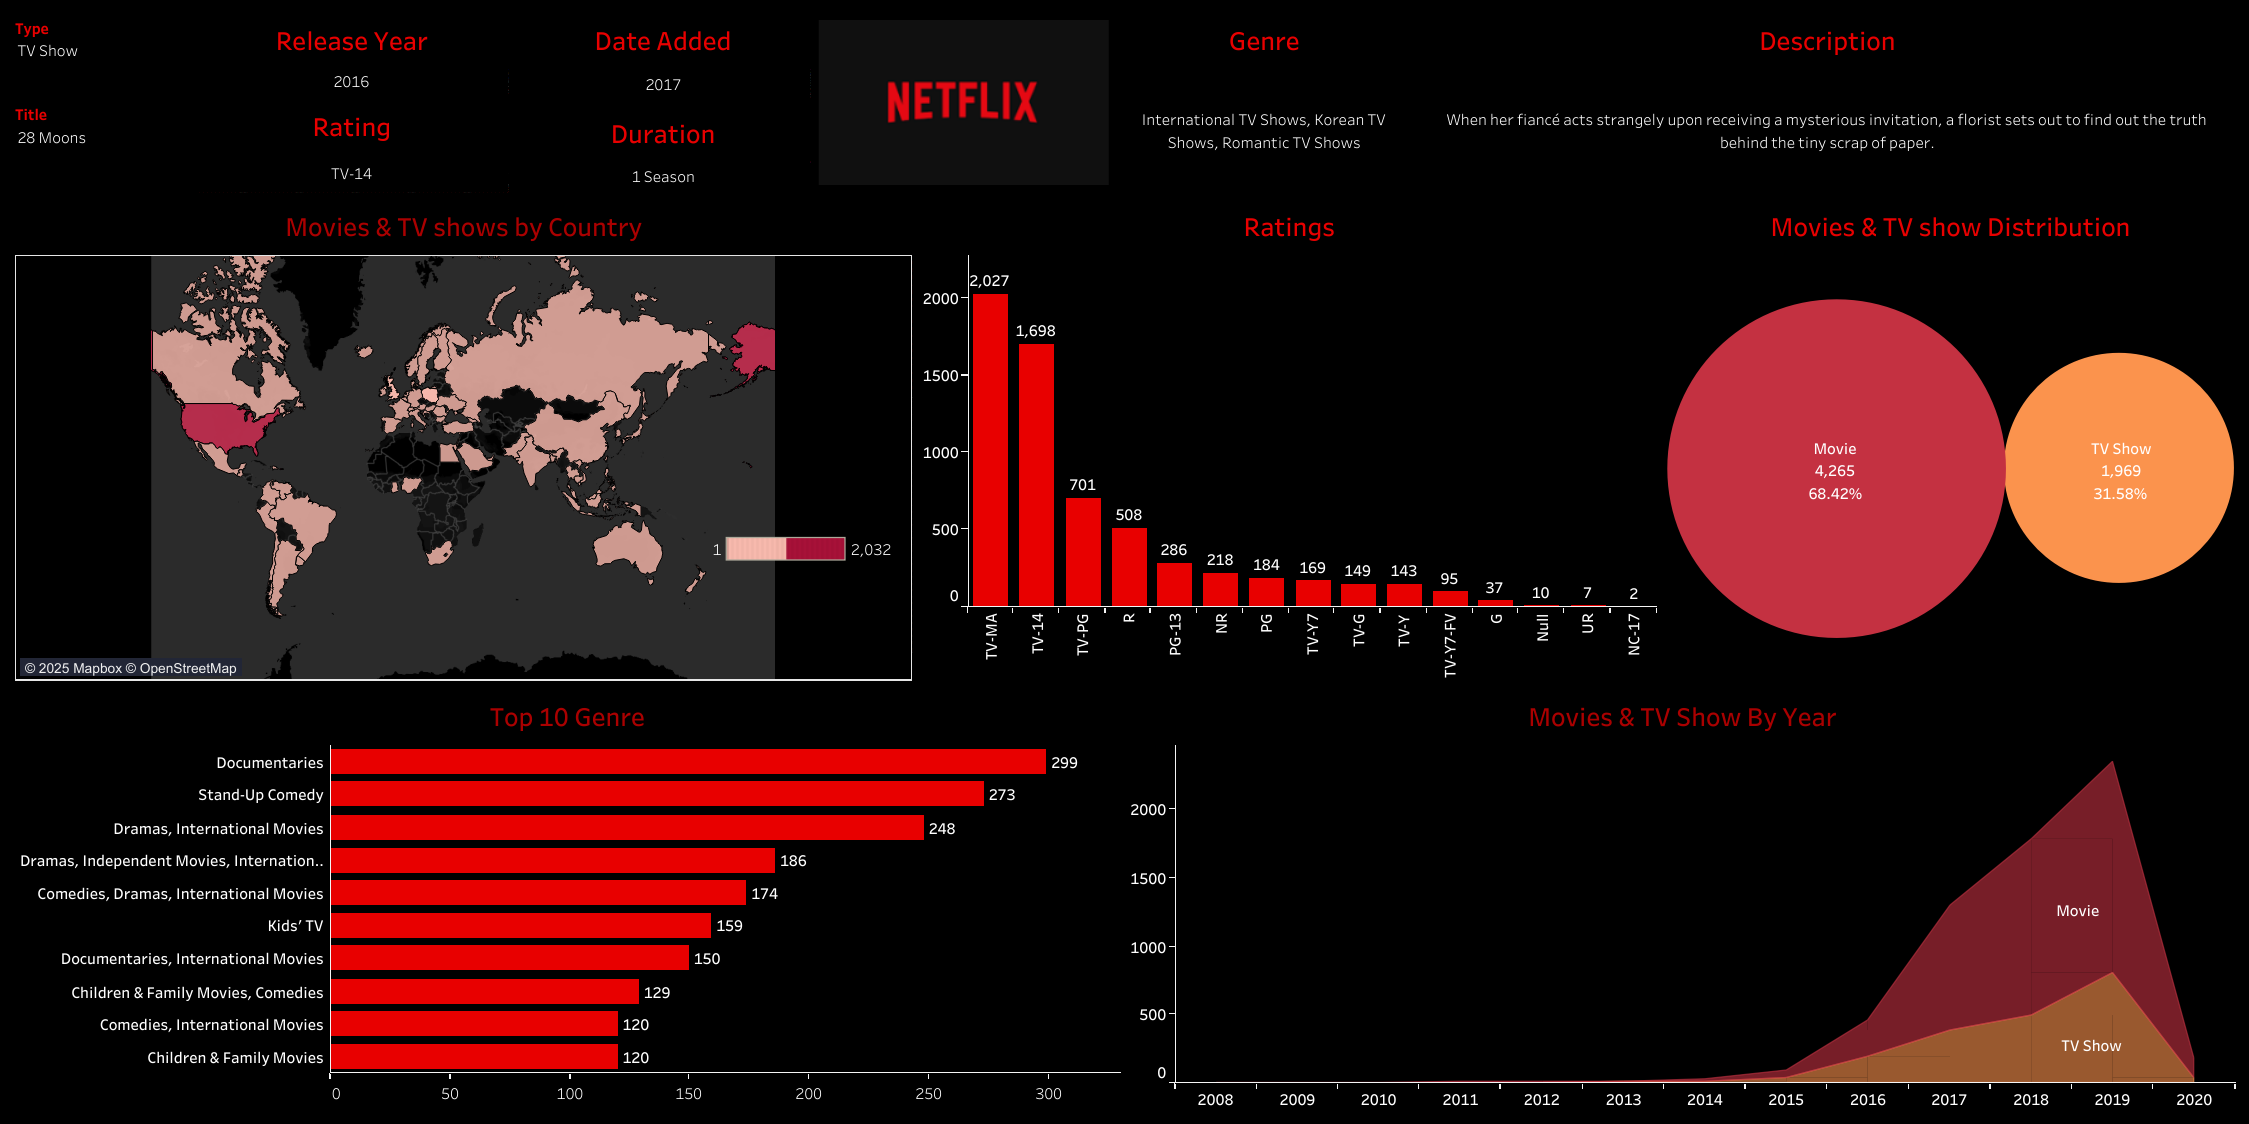 Type
TV Show
Title
28 Moons
Release Year
2016
Rating
TV-14
Date Added
2017
Duration
1 Season
NETFLIX
Genre
International TV Shows, Korean TV
Shows, Romantic TV Shows
Description
When her fiancé acts strangely upon receiving a mysterious invitation, a florist sets out to find out the truth
behind the tiny scrap of paper.
Movies & TV shows by Country
1
2,032
© 2025 Mapbox © OpenStreetMap
Ratings
2000
1500
1000
500
0
2,027
1,698
701
508
286
218
184
169
149
143
95
37
10
7
2
TV-MA
TV-14
TV-PG
R
PG-13
NR
PG
TV-Y7
TV-G
TV-Y
TV-Y7-FV
G
Null
UR
NC-17
Movies & TV show Distribution
Movie
4,265
68.42%
TV Show
1,969
31.58%
Top 10 Genre
Documentaries 299
Stand-Up Comedy 273
Dramas, International Movies 248
Dramas, Independent Movies, Internation.. 186
Comedies, Dramas, International Movies 174
Kids' TV 159
Documentaries, International Movies 150
Children & Family Movies, Comedies 129
Comedies, International Movies 120
Children & Family Movies 120
0 50 100 150 200 250 300
Movies & TV Show By Year
2000
1500
1000
500
0
Movie
TV Show
2008 2009 2010 2011 2012 2013 2014 2015 2016 2017 2018 2019 2020